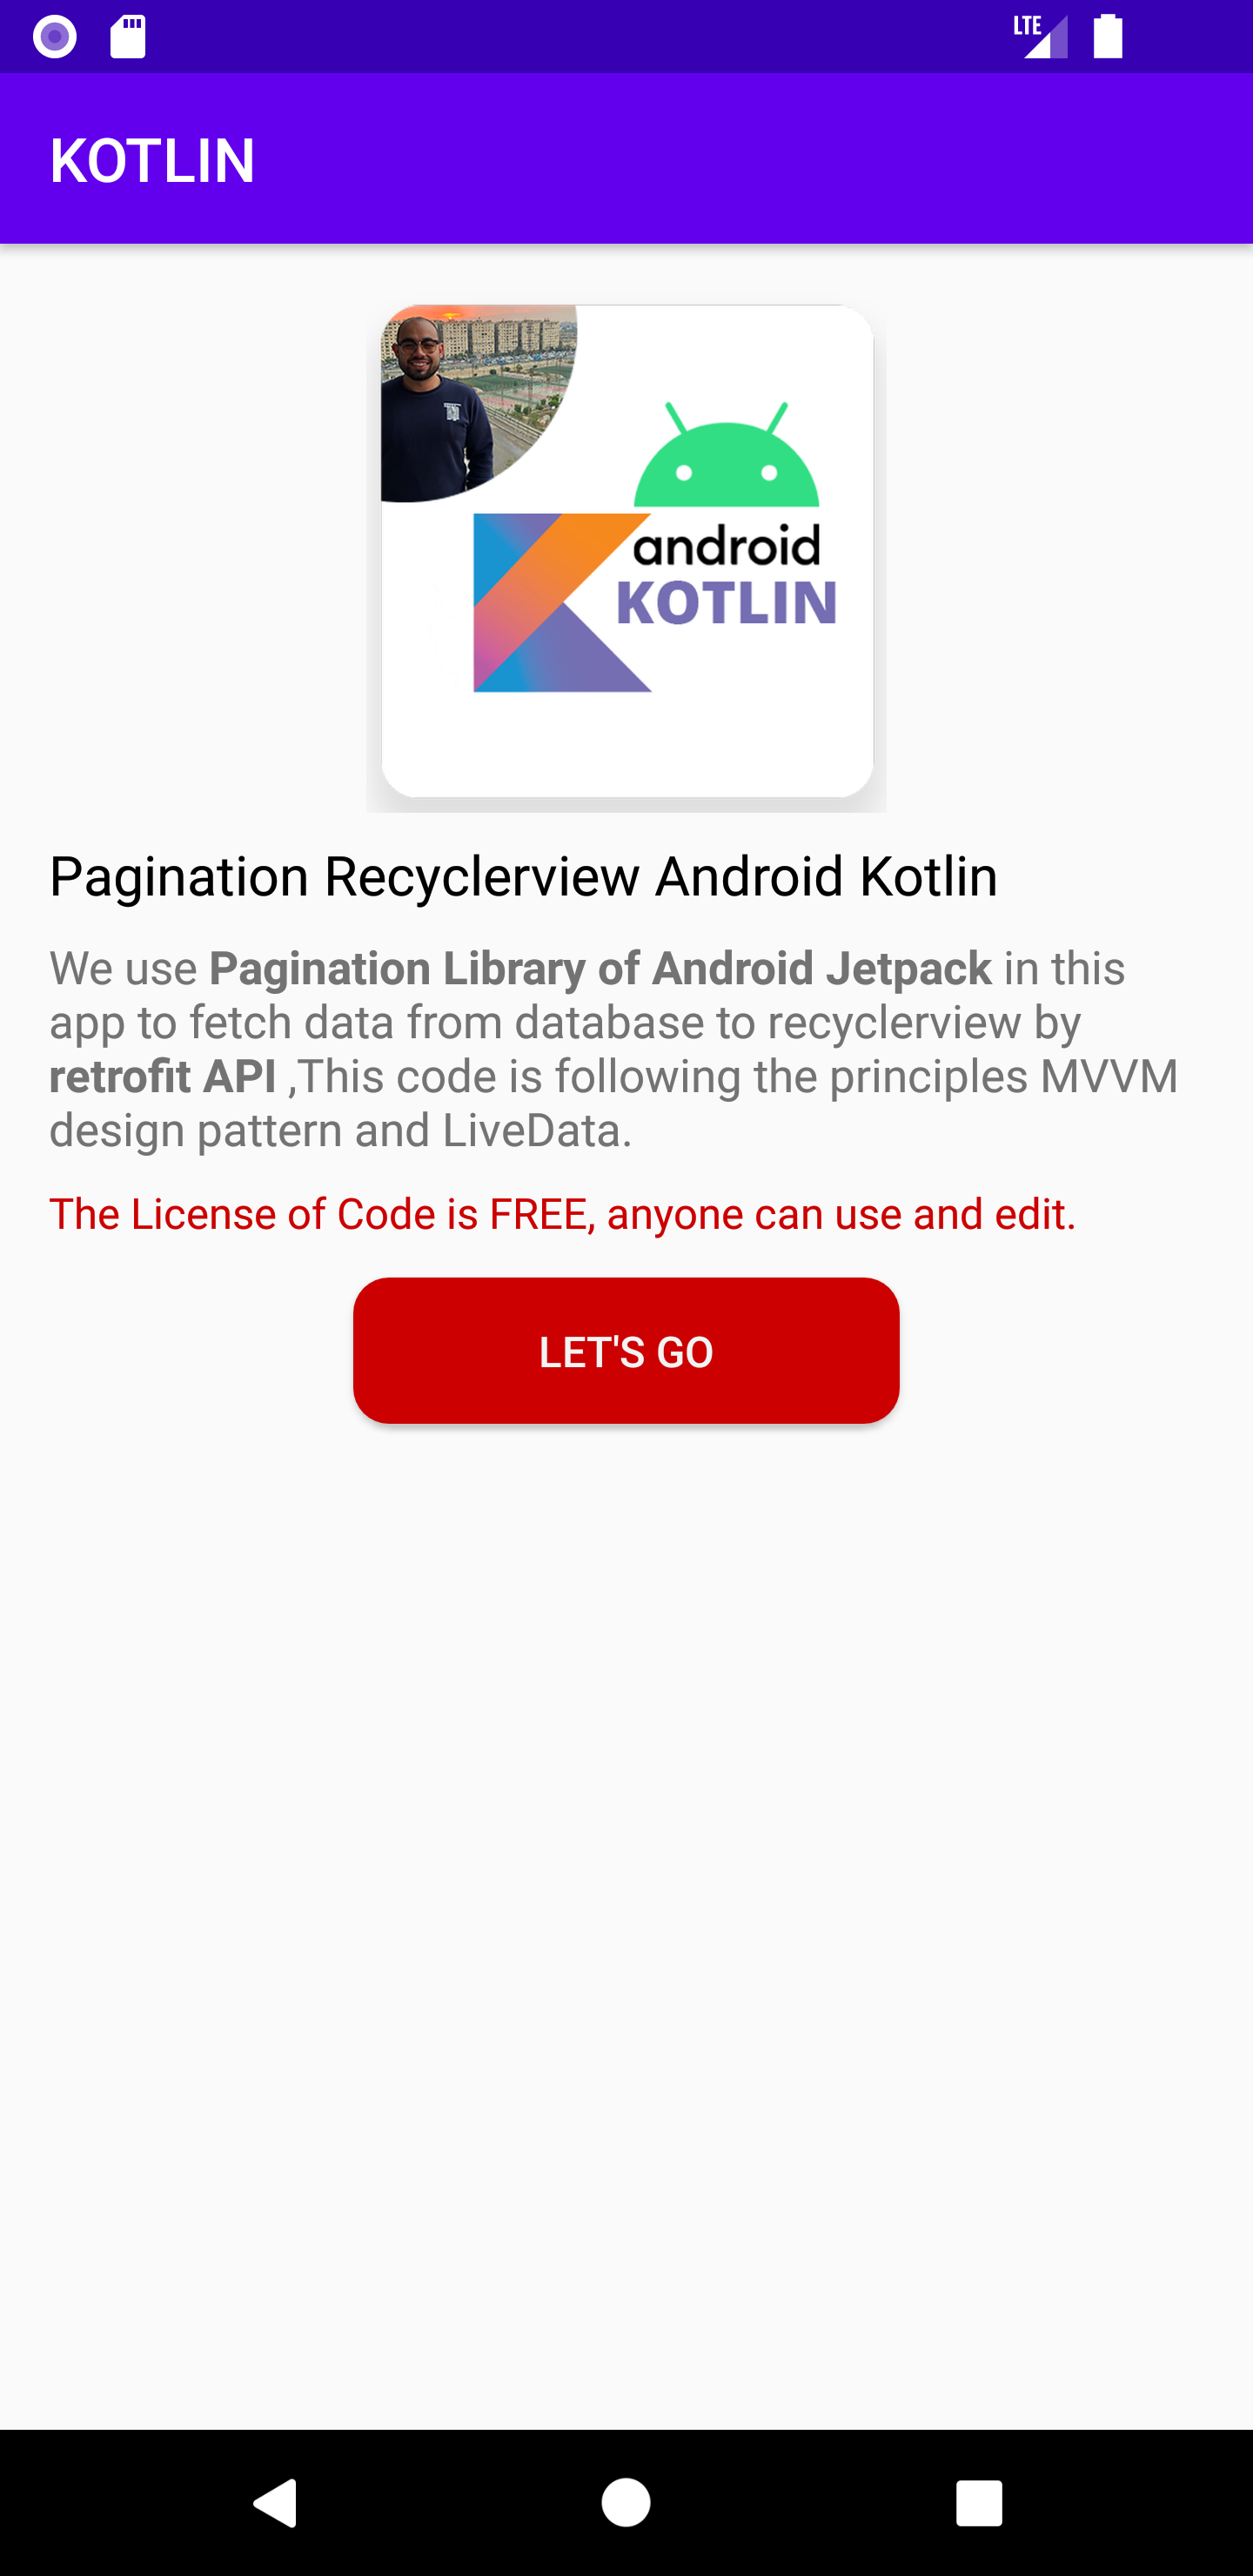 LTE
KOTLIN
android
KOTLIN
Pagination Recyclerview Android Kotlin
We use Pagination Library of Android Jetpack in this
app to fetch data from database to recyclerview by
retrofit API ,This code is following the principles MVVM
design pattern and LiveData.
The License of Code is FREE, anyone can use and edit.
LET'S GO